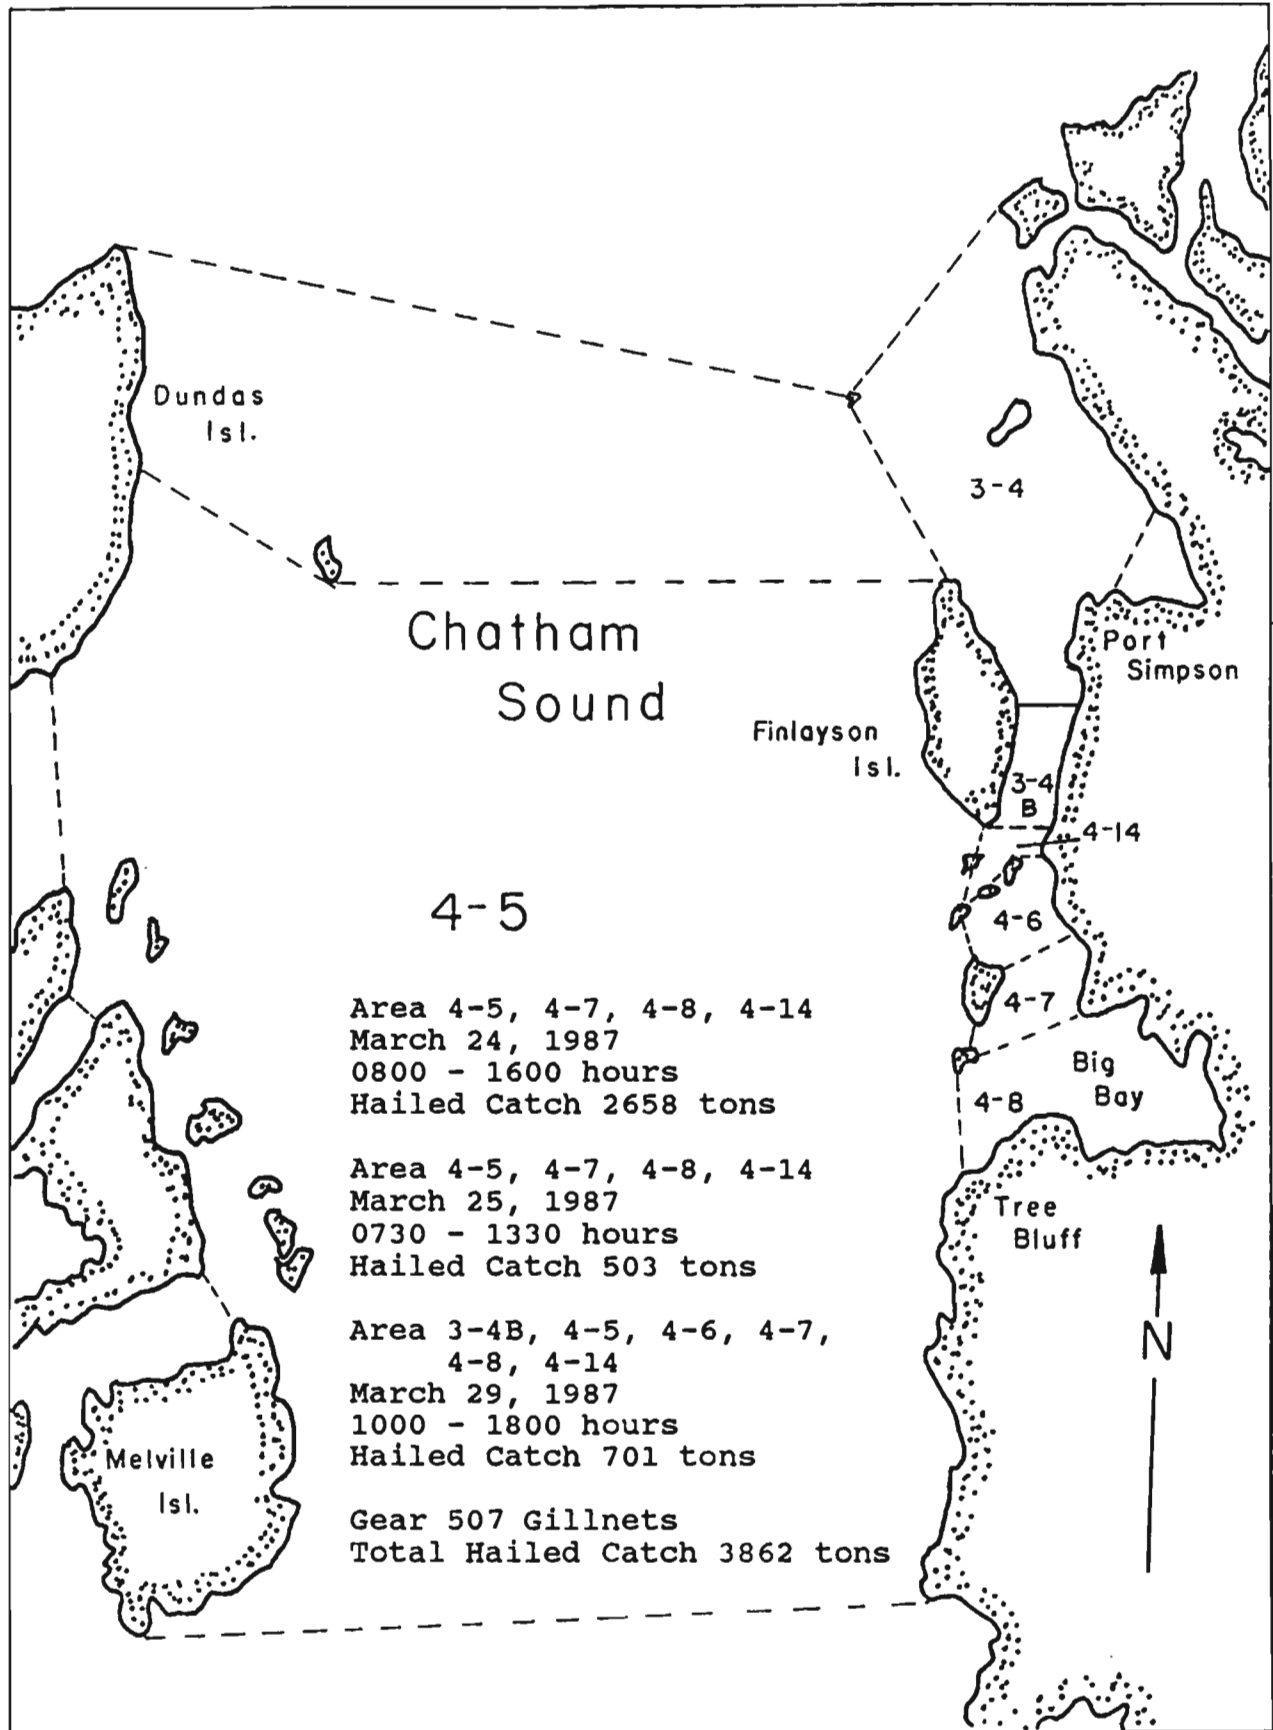 Dundas
Isl.
3-4
Chatham
Sound
Port
Simpson
Finlayson
Isl.
3-4
B
4-14
4-5
4-6
4-7
Big
Bay
4-8
Tree
Bluff
N
Area 4-5, 4-7, 4-8, 4-14
March 24, 1987
0800 - 1600 hours
Hailed Catch 2658 tons
Area 4-5, 4-7, 4-8, 4-14
March 25, 1987
0730 - 1330 hours
Hailed Catch 503 tons
Area 3-4B, 4-5, 4-6, 4-7,
4-8, 4-14
March 29, 1987
1000 - 1800 hours
Hailed Catch 701 tons
Gear 507 Gillnets
Total Hailed Catch 3862 tons
Melville
Isl.